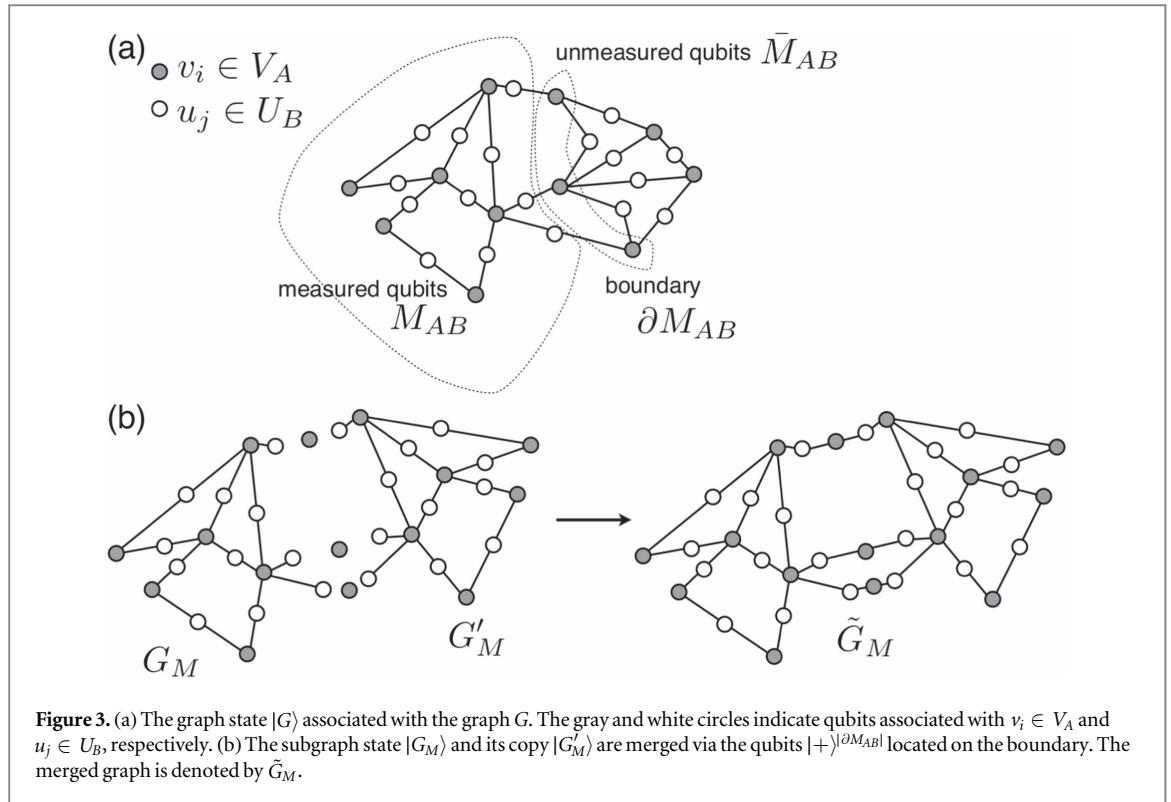 (a)
unmeasured qubits M̄_AB
v_i ∈ V_A
u_j ∈ U_B
measured qubits
M_AB
boundary
∂M_AB
(b)
G_M
G′_M
G̃_M
Figure 3. (a) The graph state |G⟩ associated with the graph G. The gray and white circles indicate qubits associated with v_i ∈ V_A and
u_j ∈ U_B, respectively. (b) The subgraph state |G_M⟩ and its copy |G′_M⟩ are merged via the qubits |+⟩^|∂M_AB| located on the boundary. The
merged graph is denoted by G̃_M.